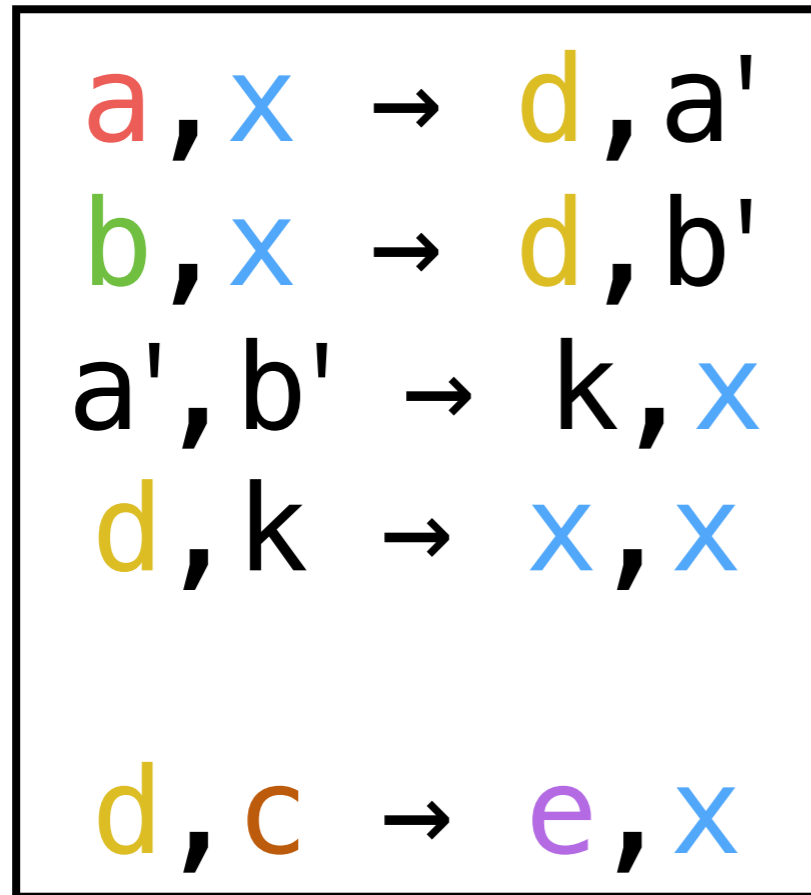 a,x → d,a'
b,x → d,b'
a',b' → k,x
d,k → x,x
d,c → e,x